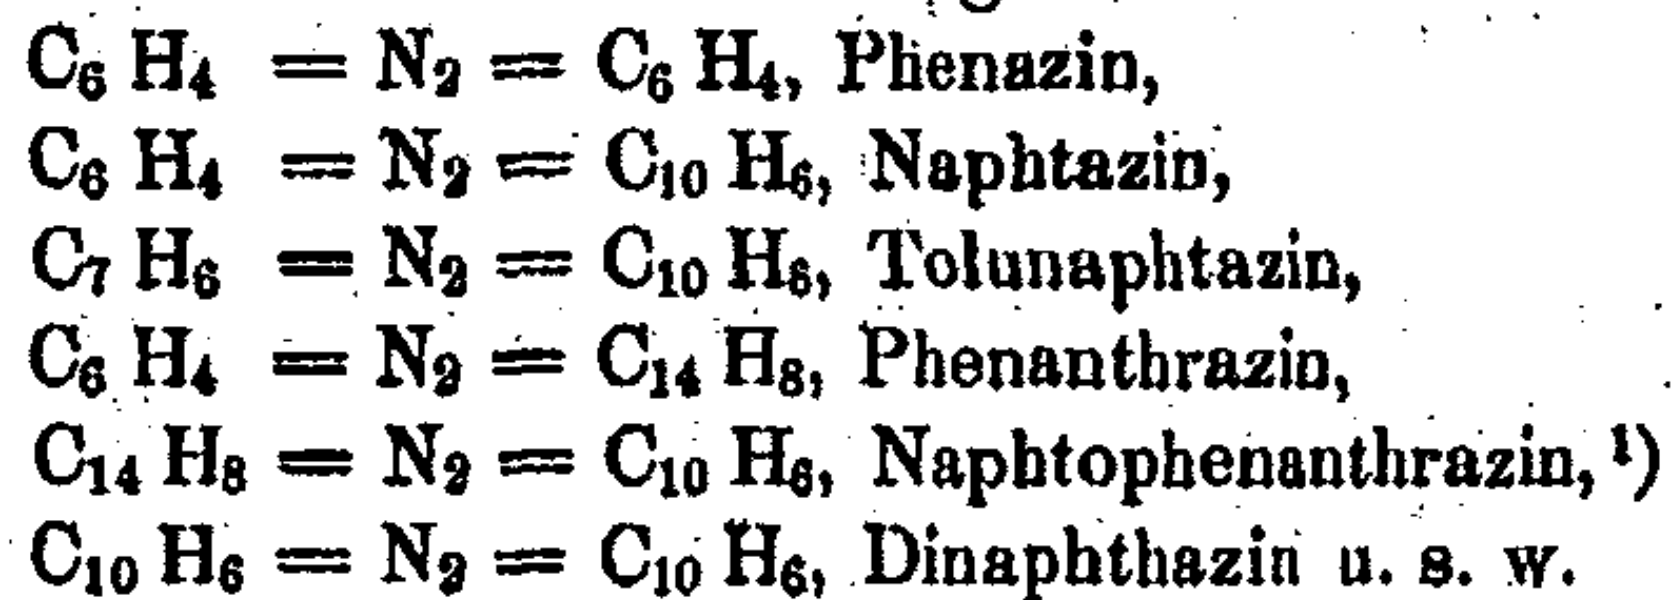 C₆ H₄ = N₂ = C₆ H₄, Phenazin,
C₆ H₄ = N₂ = C₁₀ H₆, Naphtazin,
C₇ H₆ = N₂ = C₁₀ H₆, Tolunaphtazin,
C₆ H₄ = N₂ = C₁₄ H₈, Phenanthrazin,
C₁₄ H₈ = N₂ = C₁₀ H₆, Naphtophenanthrazin, ¹)
C₁₀ H₆ = N₂ = C₁₀ H₆, Dinaphthazin u. s. w.